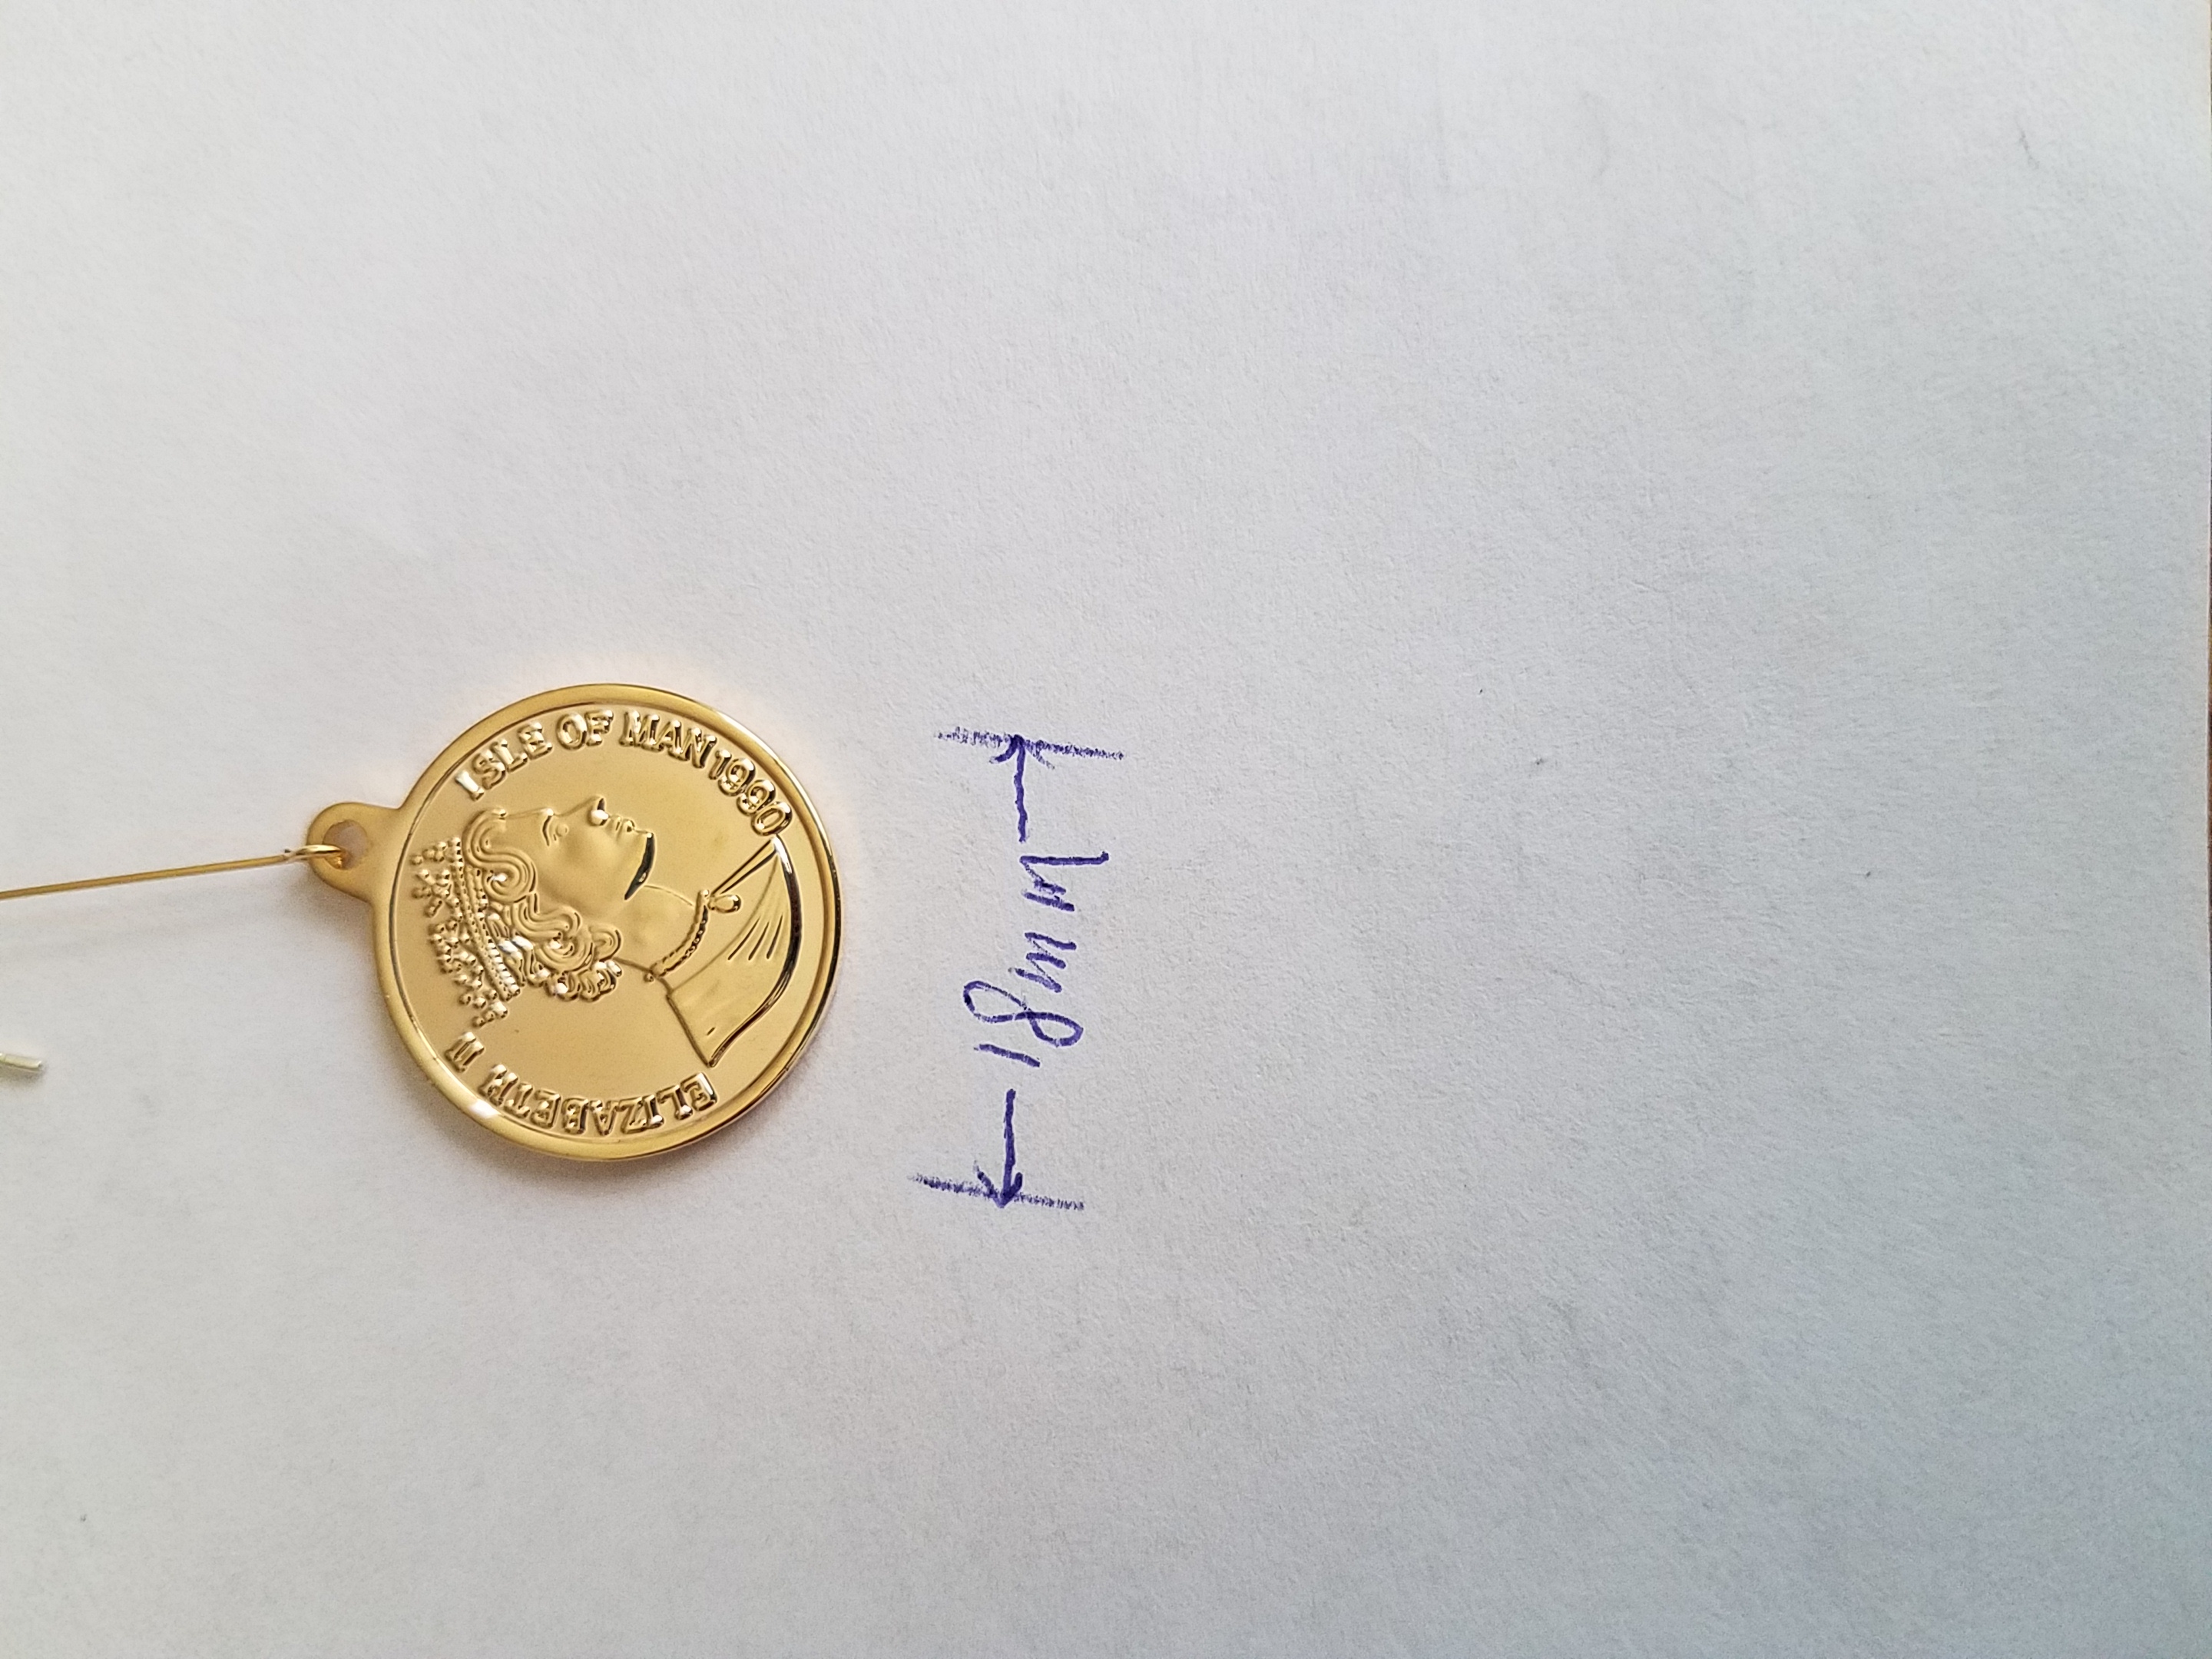 ELIZABETH II
ISLE OF MAN 1990
18mm